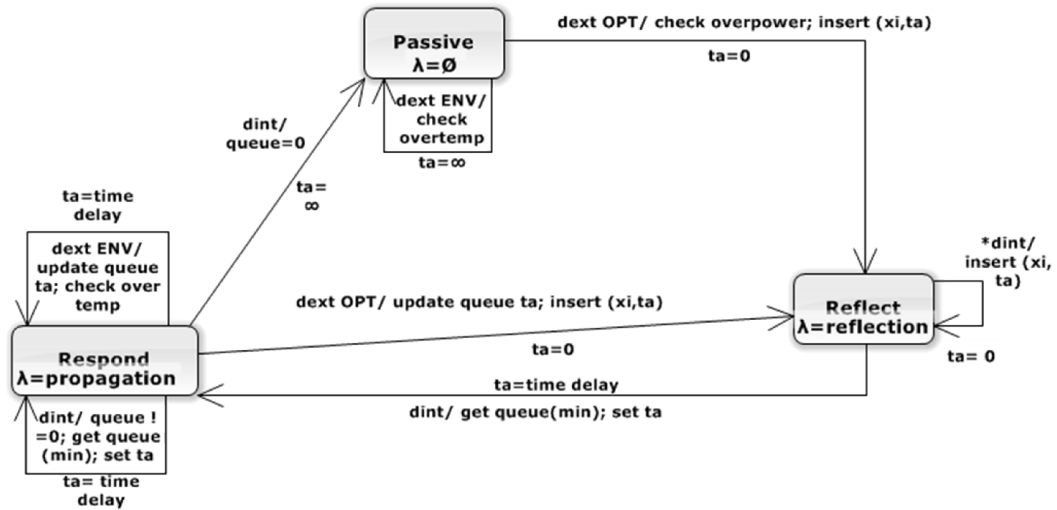 dext OPT/ check overpower; insert (xi,ta)
ta=0
Passive
λ=Ø
dext ENV/
check
overtemp
ta=∞
dint/
queue=0
ta=
∞
ta=time
delay
dext ENV/
update queue
ta; check over
temp
*dint/
insert (xi,
ta)
dext OPT/ update queue ta; insert (xi,ta)
ta=0
Reflect
λ=reflection
ta= 0
Respond
λ=propagation
ta=time delay
dint/ get queue(min); set ta
dint/ queue !
=0; get queue
(min); set ta
ta= time
delay